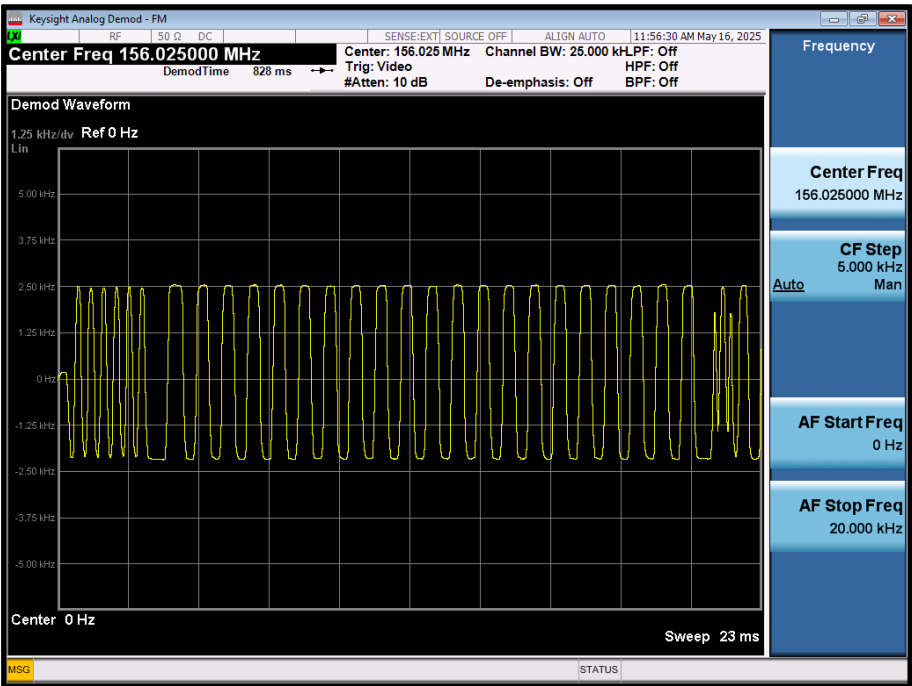 Keysight Analog Demod - FM
LXI RF 50 Ω DC SENSE:EXT SOURCE OFF ALIGN AUTO 11:56:30 AM May 16, 2025
Center Freq 156.025000 MHz
DemodTime 828 ms
Center: 156.025 MHz Channel BW: 25.000 kHz LPF: Off
Trig: Video HPF: Off
#Atten: 10 dB De-emphasis: Off BPF: Off
Demod Waveform
1.25 kHz/dv Ref 0 Hz
Lin
5.00 kHz
3.75 kHz
2.50 kHz
1.25 kHz
0 Hz
-1.25 kHz
-2.50 kHz
-3.75 kHz
-5.00 kHz
Center 0 Hz
Sweep 23 ms
Frequency
Center Freq
156.025000 MHz
CF Step
5.000 kHz
Auto Man
AF Start Freq
0 Hz
AF Stop Freq
20.000 kHz
MSG STATUS